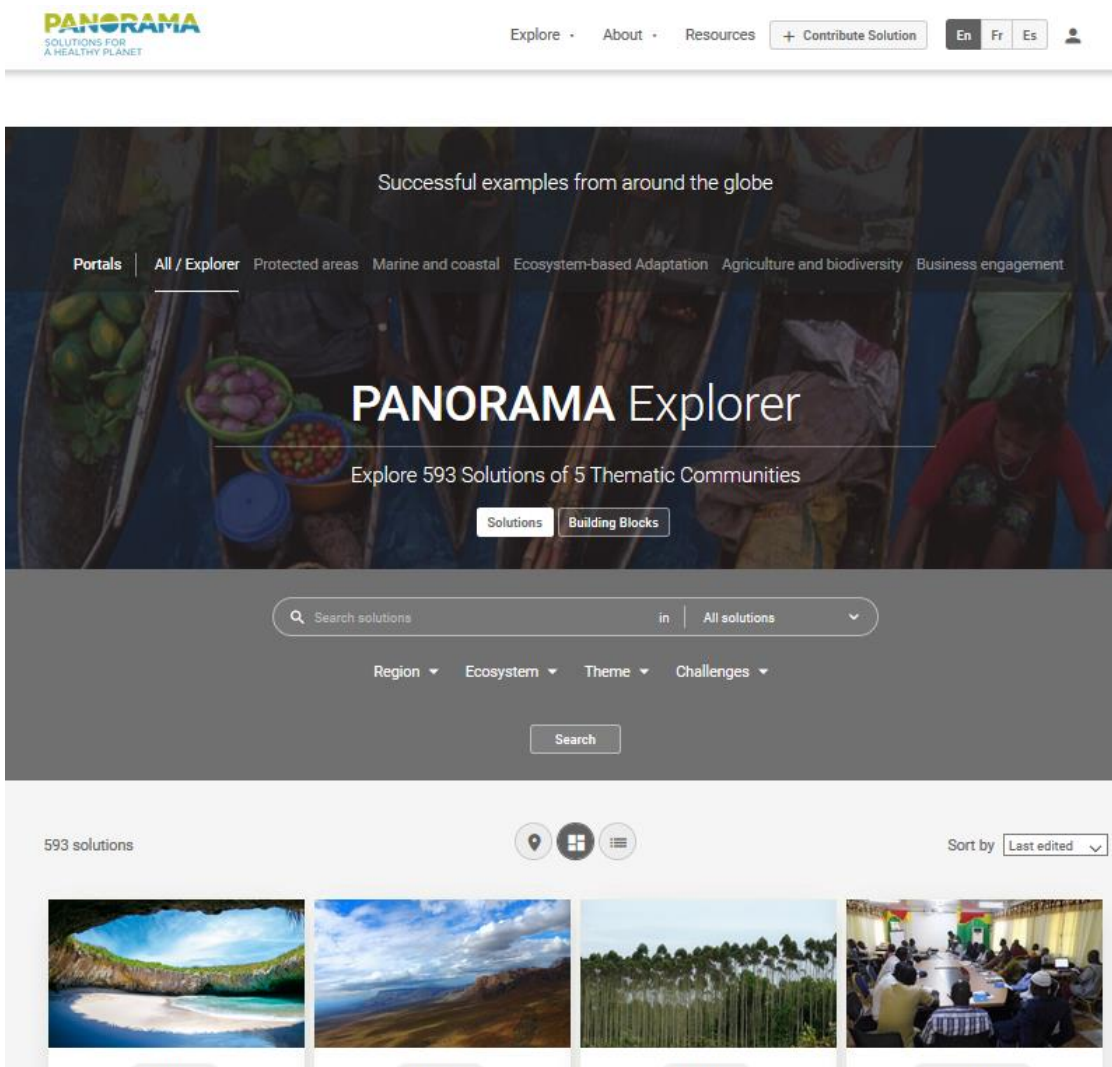 PANORAMA
SOLUTIONS FOR
A HEALTHY PLANET
Explore
About
Resources
+ Contribute Solution
En Fr Es
Successful examples from around the globe
Portals All / Explorer Protected areas Marine and coastal Ecosystem-based Adaptation Agriculture and biodiversity Business engagement
PANORAMA Explorer
Explore 593 Solutions of 5 Thematic Communities
Solutions Building Blocks
Search solutions in All solutions
Region Ecosystem Theme Challenges
Search
593 solutions
Sort by Last edited